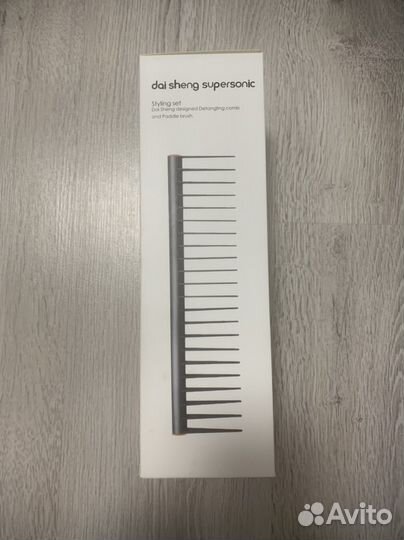 dai sheng supersonic
Styling set
Dai Sheng designed Detangling comb
and Paddle brush.
Avito